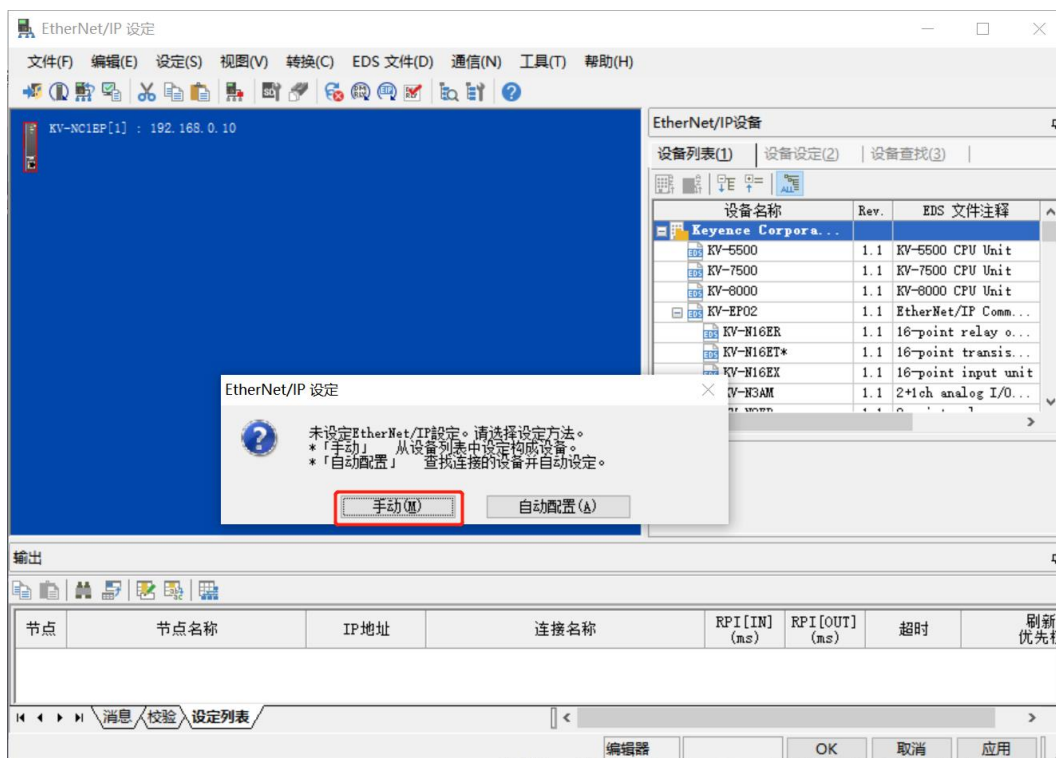 EtherNet/IP 设定
文件(F) 编辑(E) 设定(S) 视图(V) 转换(C) EDS 文件(D) 通信(N) 工具(T) 帮助(H)
KV-NC1EP[1] : 192.168.0.10
EtherNet/IP设备
设备列表(1) 设备设定(2) 设备查找(3)
设备名称 Rev. EDS 文件注释
Keyence Corpora...
KV-5500 1.1 KV-5500 CPU Unit
KV-7500 1.1 KV-7500 CPU Unit
KV-8000 1.1 KV-8000 CPU Unit
KV-EP02 1.1 EtherNet/IP Comm...
KV-N16ER 1.1 16-point relay o...
KV-N16ET* 1.1 16-point transis...
KV-N16EX 1.1 16-point input unit
KV-N3AM 1.1 2+1ch analog I/O...
EtherNet/IP 设定
未设定EtherNet/IP設定。请选择设定方法。
*「手动」 从设备列表中设定构成设备。
*「自动配置」 查找连接的设备并自动设定。
手动(M) 自动配置(A)
输出
节点 节点名称 IP地址 连接名称 RPI[IN] (ms) RPI[OUT] (ms) 超时 刷新
优先
消息 校验 设定列表
编辑器 OK 取消 应用